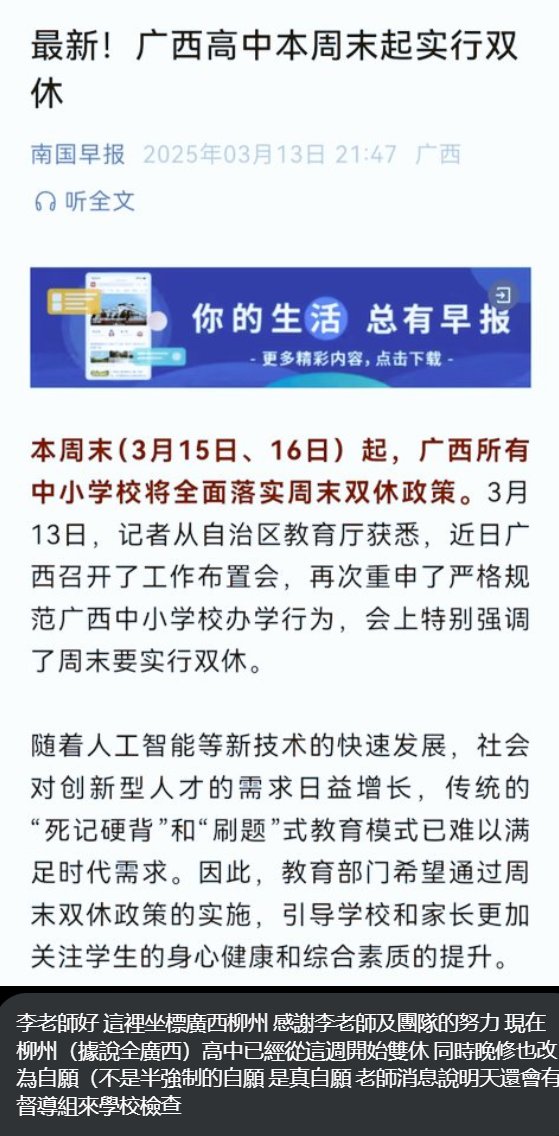 最新！广西高中本周末起实行双
休
南国早报 2025年03月13日 21:47 广西
听全文
你的生活 总有早报
- 更多精彩内容，点击下载 -
本周末（3月15日、16日）起，广西所有
中小学校将全面落实周末双休政策。3月
13日，记者从自治区教育厅获悉，近日广
西召开了工作布置会，再次重申了严格规
范广西中小学校办学行为，会上特别强调
了周末要实行双休。
随着人工智能等新技术的快速发展，社会
对创新型人才的需求日益增长，传统的
“死记硬背”和“刷题”式教育模式已难以满
足时代需求。因此，教育部门希望通过周
末双休政策的实施，引导学校和家长更加
关注学生的身心健康和综合素质的提升。
李老師好 這裡坐標廣西柳州 感謝李老師及團隊的努力 現在
柳州（據說全廣西）高中已經從這週開始雙休 同時晚修也改
為自願（不是半強制的自願 是真自願 老師消息說明天還會有
督導組來學校檢查